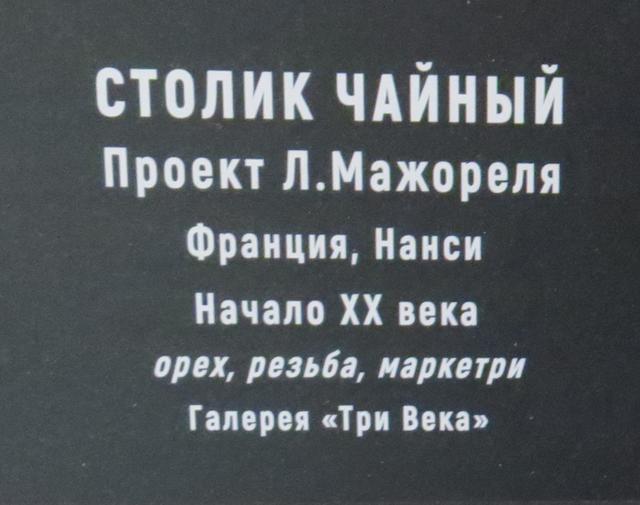 СТОЛИК ЧАЙНЫЙ
Проект Л.Мажореля
Франция, Нанси
Начало XX века
орех, резьба, маркетри
Галерея «Три Века»